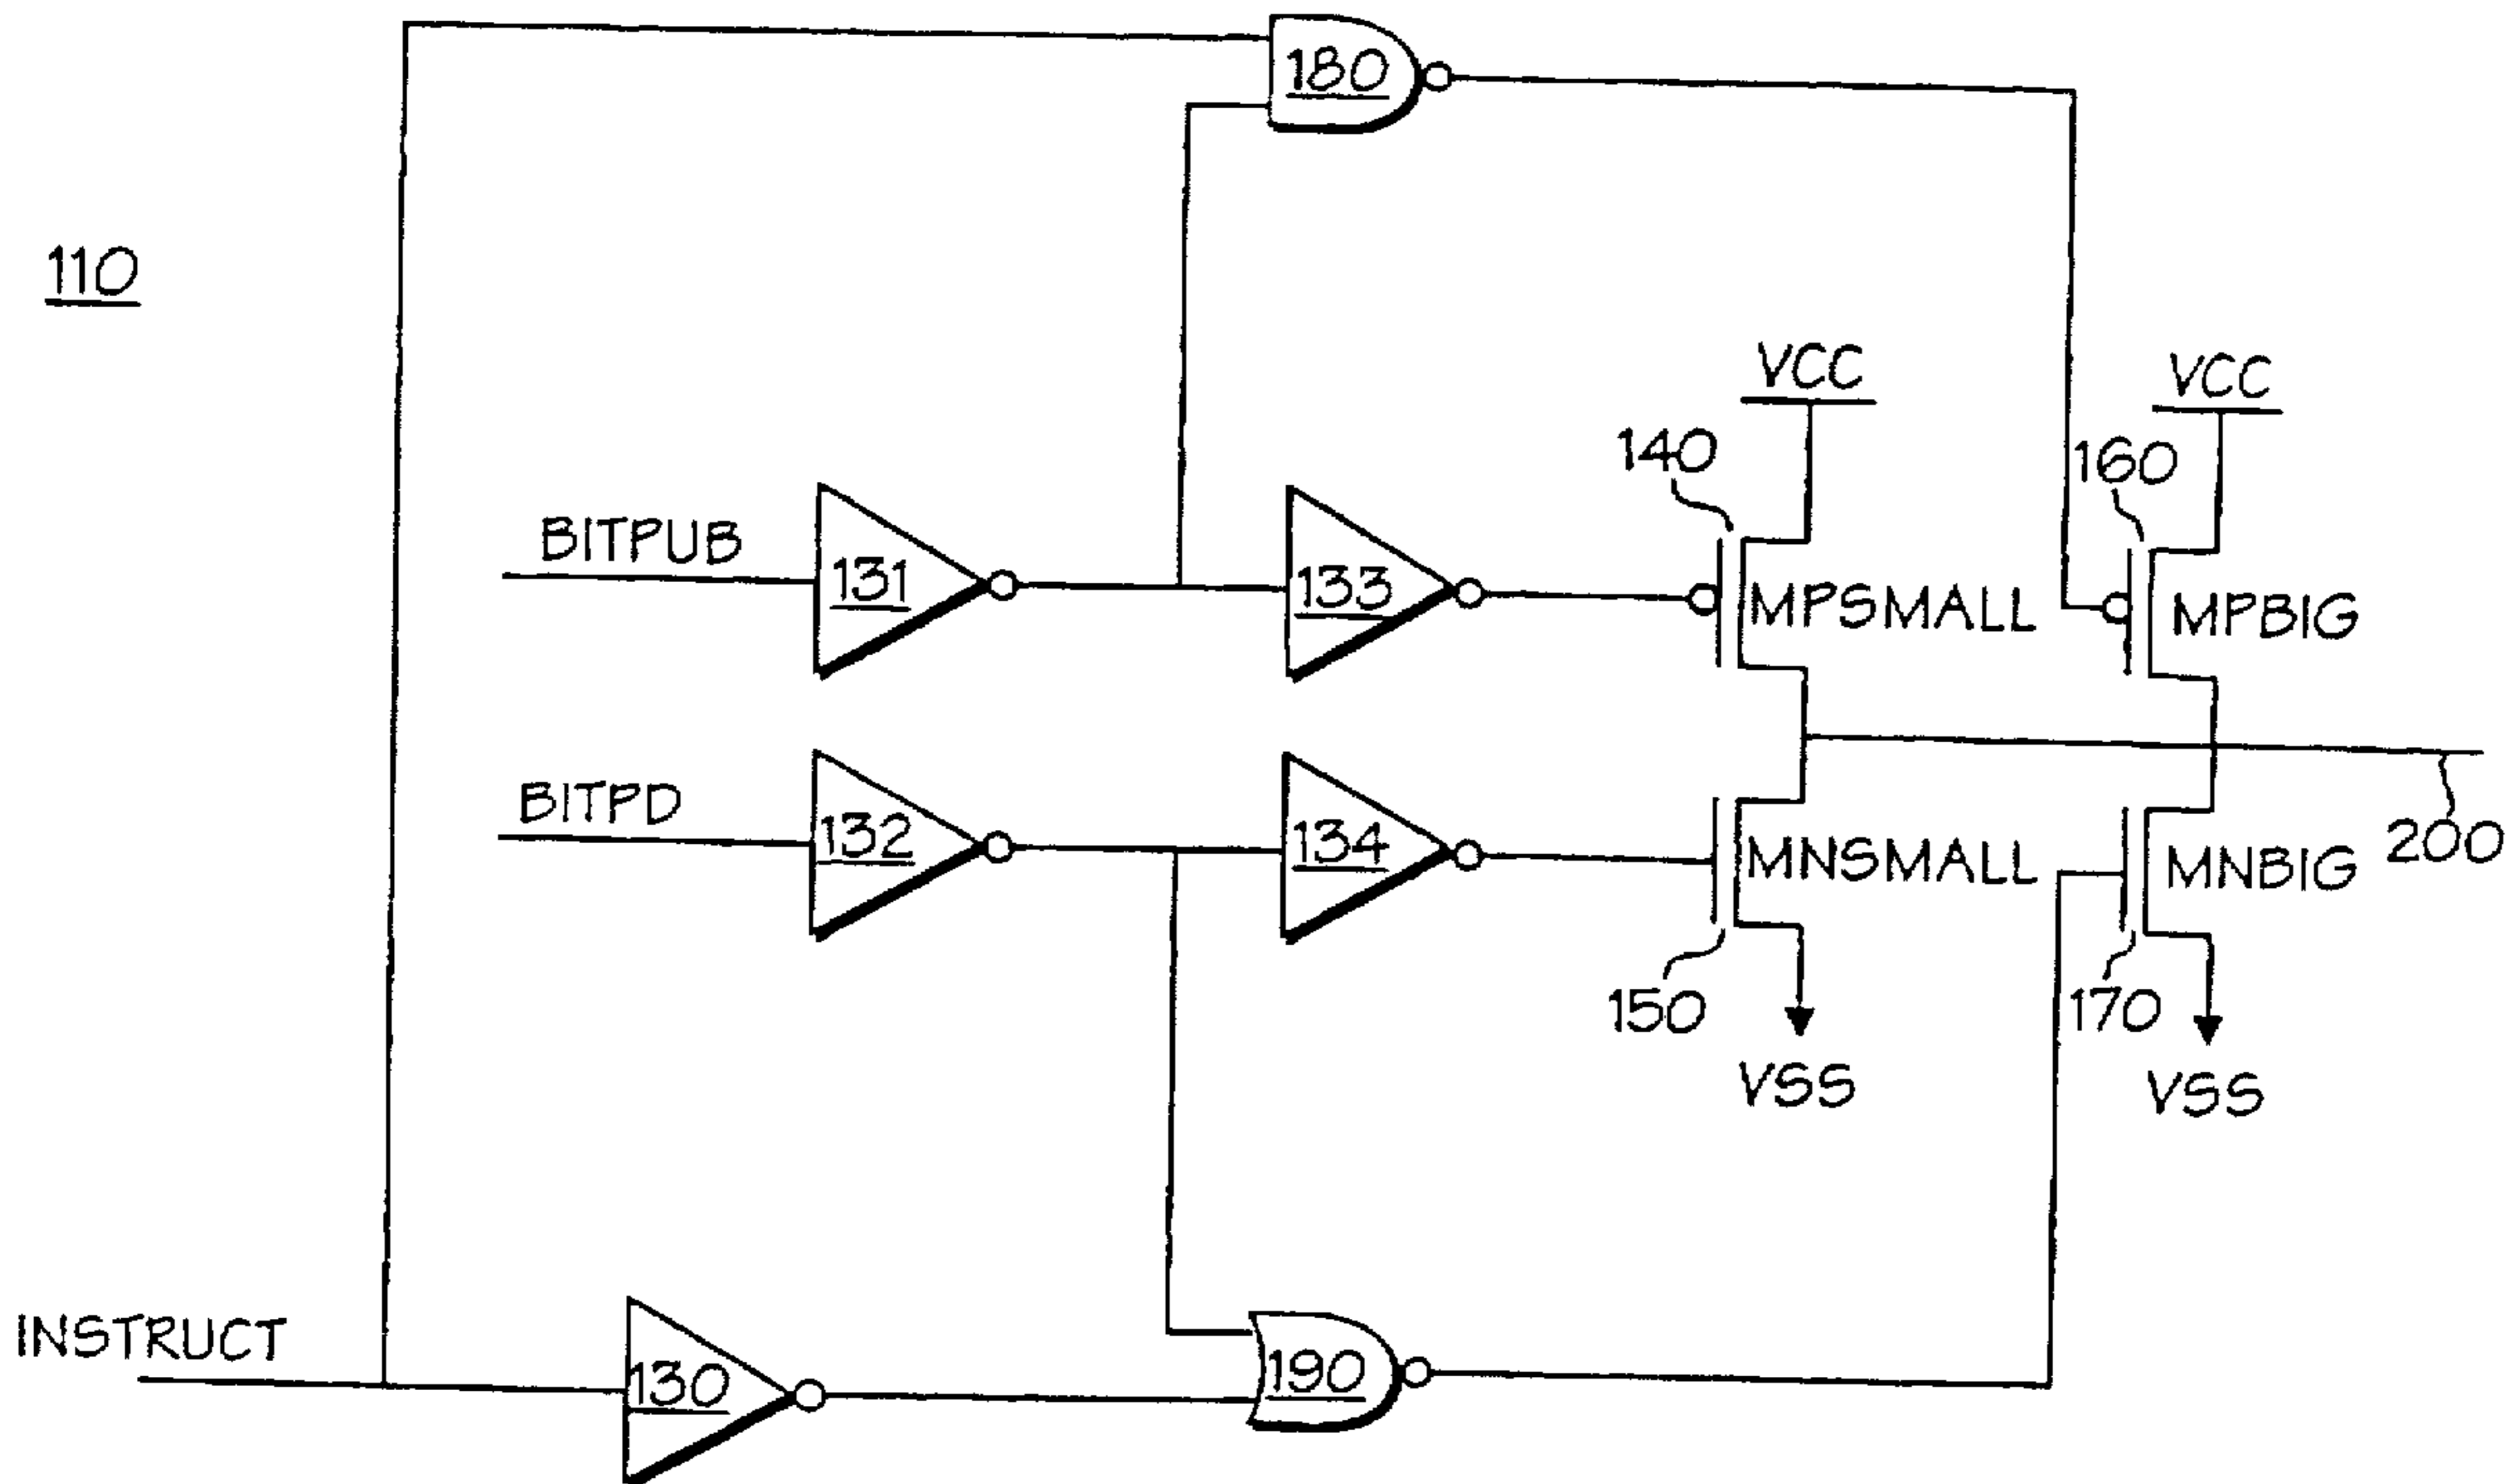 180
110
VCC
VCC
140
160
BITPUB
131
133
MPSMALL
MPBIG
BITPD
132
134
MNSMALL
MNBIG
200
150
170
VSS
VSS
INSTRUCT
130
190